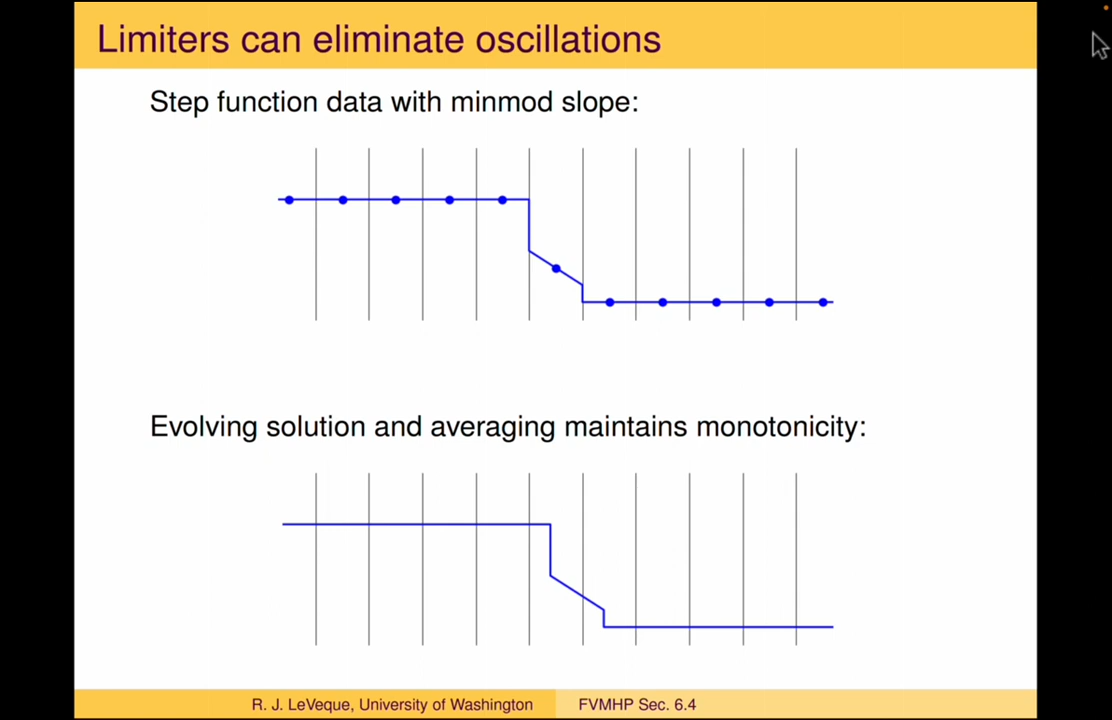 Limiters can eliminate oscillations
Step function data with minmod slope:
Evolving solution and averaging maintains monotonicity:
R. J. LeVeque, University of Washington
FVMHP Sec. 6.4